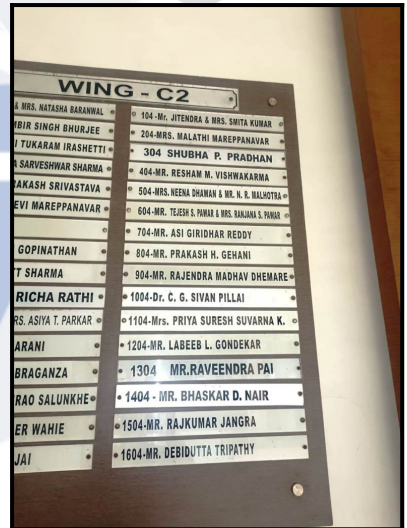 WING - C2
& MRS. NATASHA BARANWAL
MBIR SINGH BHURJEE
I TUKARAM IRASHETTI
A SARVESHWAR SHARMA
RAKASH SRIVASTAVA
EVI MAREPPANAVAR
GOPINATHAN
TT SHARMA
RICHA RATHI
RS. ASIYA T. PARKAR
ARANI
BRAGANZA
RAO SALUNKHE
ER WAHIE
JAI
104-Mr. JITENDRA & MRS. SMITA KUMAR
204-MRS. MALATHI MAREPPANAVAR
304 SHUBHA P. PRADHAN
404-MR. RESHAM M. VISHWAKARMA
504-MRS. NEENA DHAWAN & MR. N. R. MALHOTRA
604-MR. TEJESH S. PAWAR & MRS. RANJANA S. PAWAR
704-MR. ASI GIRIDHAR REDDY
804-MR. PRAKASH H. GEHANI
904-MR. RAJENDRA MADHAV DHEMARE
1004-Dr. C. G. SIVAN PILLAI
1104-Mrs. PRIYA SURESH SUVARNA K.
1204-MR. LABEEB L. GONDEKAR
1304 MR.RAVEENDRA PAI
1404 - MR. BHASKAR D. NAIR
1504-MR. RAJKUMAR JANGRA
1604-MR. DEBIDUTTA TRIPATHY